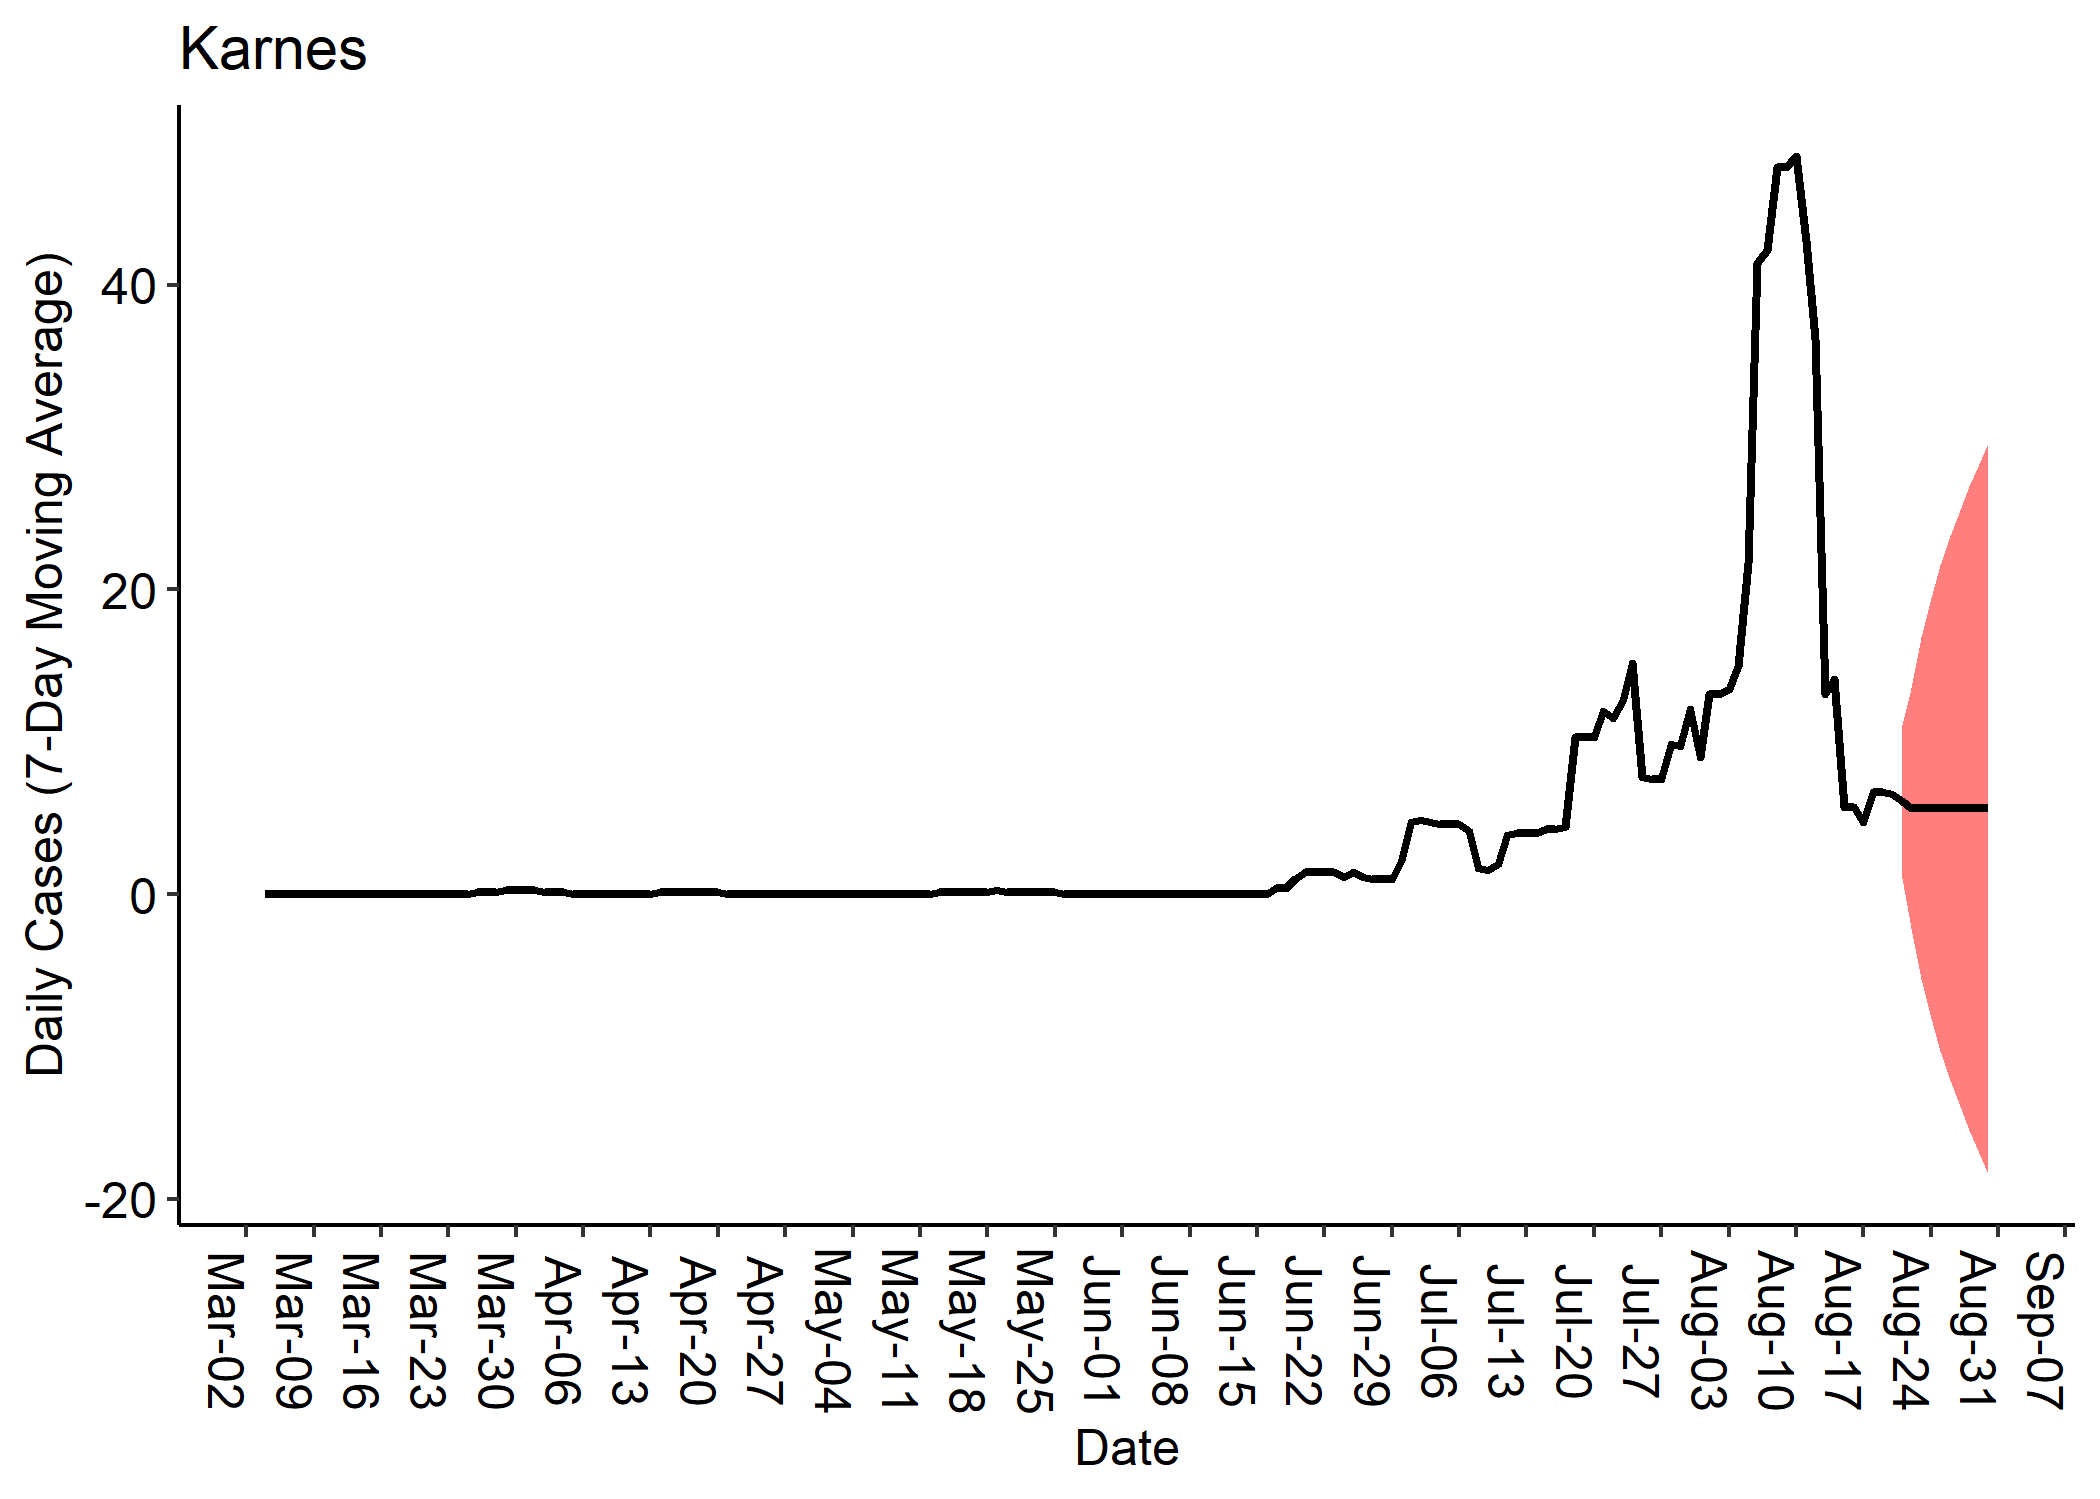 Karnes
Daily Cases (7-Day Moving Average)
40
20
0
-20
Mar-02
Mar-09
Mar-16
Mar-23
Mar-30
Apr-06
Apr-13
Apr-20
Apr-27
May-04
May-11
May-18
May-25
Jun-01
Jun-08
Jun-15
Jun-22
Jun-29
Jul-06
Jul-13
Jul-20
Jul-27
Aug-03
Aug-10
Aug-17
Aug-24
Aug-31
Sep-07
Date